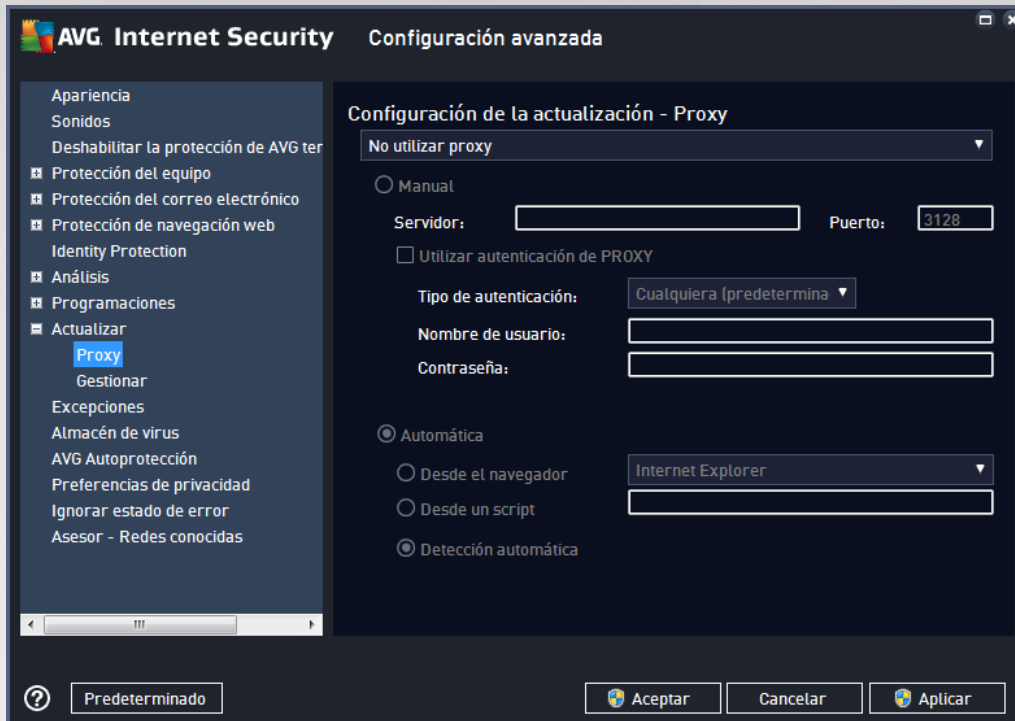 AVG. Internet Security Configuración avanzada
Apariencia
Sonidos
Deshabilitar la protección de AVG ter
Protección del equipo
Protección del correo electrónico
Protección de navegación web
Identity Protection
Análisis
Programaciones
Actualizar
Proxy
Gestionar
Excepciones
Almacén de virus
AVG Autoprotección
Preferencias de privacidad
Ignorar estado de error
Asesor - Redes conocidas
Configuración de la actualización - Proxy
No utilizar proxy
Manual
Servidor: Puerto: 3128
Utilizar autenticación de PROXY
Tipo de autenticación: Cualquiera (predetermina
Nombre de usuario:
Contraseña:
Automática
Desde el navegador Internet Explorer
Desde un script
Detección automática
? Predeterminado Aceptar Cancelar Aplicar